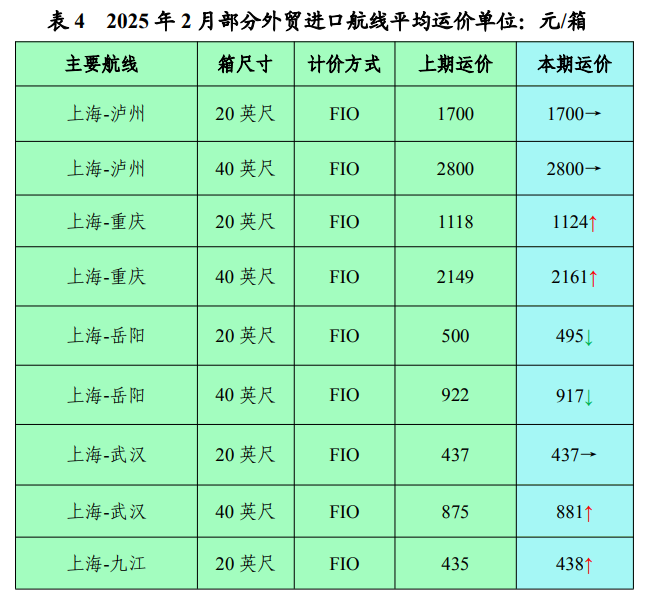 表 4 2025 年 2 月部分外贸进口航线平均运价单位：元/箱
主要航线 箱尺寸 计价方式 上期运价 本期运价
上海-泸州 20 英尺 FIO 1700 1700→
上海-泸州 40 英尺 FIO 2800 2800→
上海-重庆 20 英尺 FIO 1118 1124↑
上海-重庆 40 英尺 FIO 2149 2161↑
上海-岳阳 20 英尺 FIO 500 495↓
上海-岳阳 40 英尺 FIO 922 917↓
上海-武汉 20 英尺 FIO 437 437→
上海-武汉 40 英尺 FIO 875 881↑
上海-九江 20 英尺 FIO 435 438↑